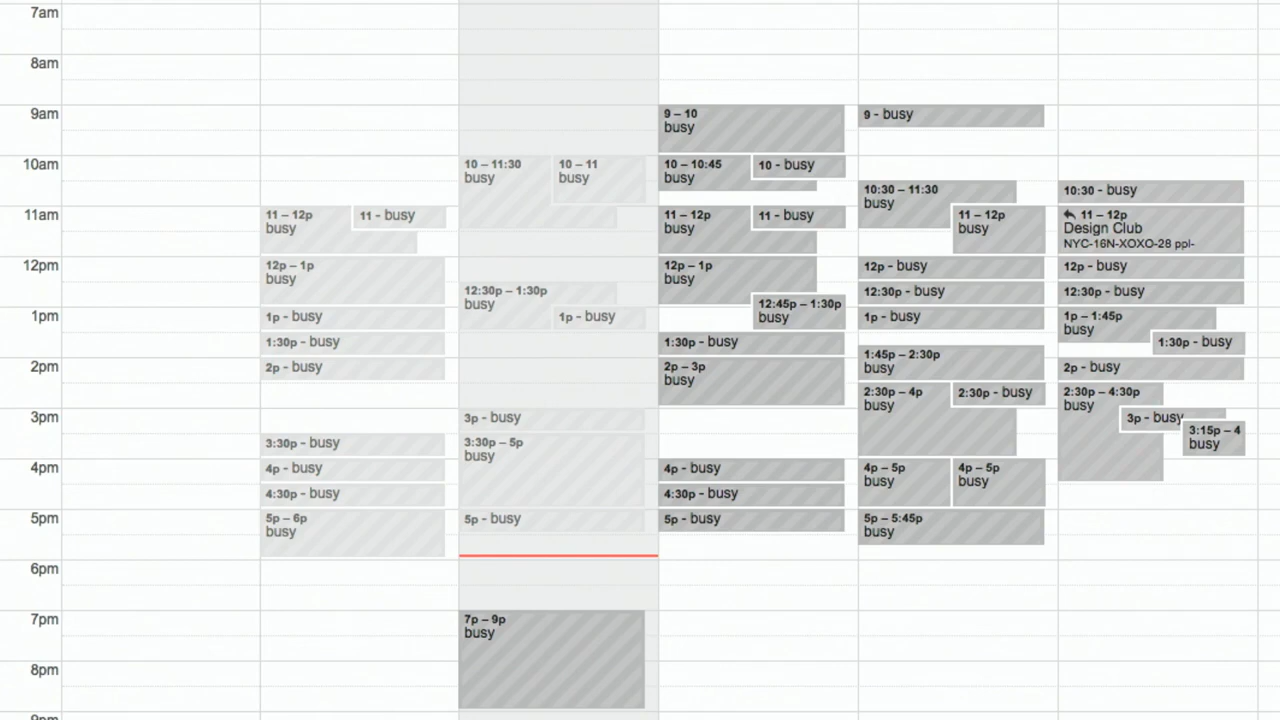 7am
8am
9am
10am
11am
12pm
1pm
2pm
3pm
4pm
5pm
6pm
7pm
8pm
9pm
11 – 12p
busy
11 - busy
12p – 1p
busy
1p - busy
1:30p - busy
2p - busy
3:30p - busy
4p - busy
4:30p - busy
5p – 6p
busy
10 – 11:30
busy
10 – 11
busy
12:30p – 1:30p
busy
1p - busy
3p - busy
3:30p – 5p
busy
5p - busy
7p – 9p
busy
9 – 10
busy
10 – 10:45
busy
10 - busy
11 – 12p
busy
11 - busy
12p – 1p
busy
12:45p – 1:30p
busy
1:30p - busy
2p – 3p
busy
4p - busy
4:30p - busy
5p - busy
9 - busy
10:30 – 11:30
busy
11 – 12p
busy
12p - busy
12:30p - busy
1p - busy
1:45p – 2:30p
busy
2:30p – 4p
busy
2:30p - busy
4p – 5p
busy
4p – 5p
busy
5p – 5:45p
busy
10:30 - busy
11 – 12p
Design Club
NYC-16N-XOXO-28 ppl-
12p - busy
12:30p - busy
1p – 1:45p
busy
1:30p - busy
2p - busy
2:30p – 4:30p
busy
3p - busy
3:15p – 4
busy